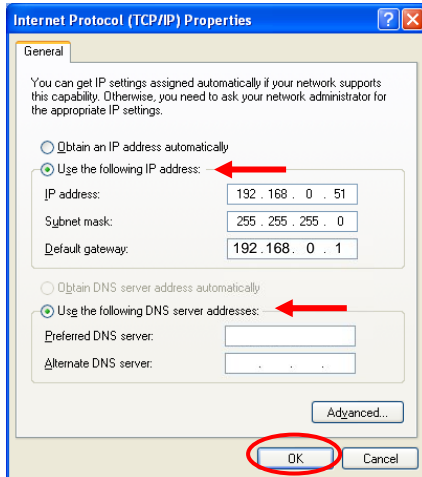 Internet Protocol (TCP/IP) Properties
General
You can get IP settings assigned automatically if your network supports
this capability. Otherwise, you need to ask your network administrator for
the appropriate IP settings.
Obtain an IP address automatically
Use the following IP address:
IP address: 192 . 168 . 0 . 51
Subnet mask: 255 . 255 . 255 . 0
Default gateway: 192 . 168 . 0 . 1
Obtain DNS server address automatically
Use the following DNS server addresses:
Preferred DNS server:
Alternate DNS server: . . .
Advanced...
OK Cancel